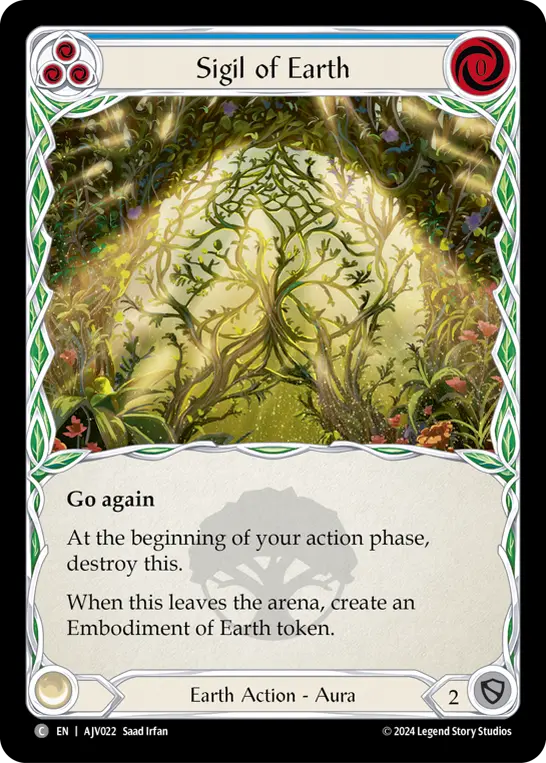 Sigil of Earth
0
Go again
At the beginning of your action phase,
destroy this.
When this leaves the arena, create an
Embodiment of Earth token.
Earth Action - Aura
2
C EN | AJV022 Saad Irfan
© 2024 Legend Story Studios